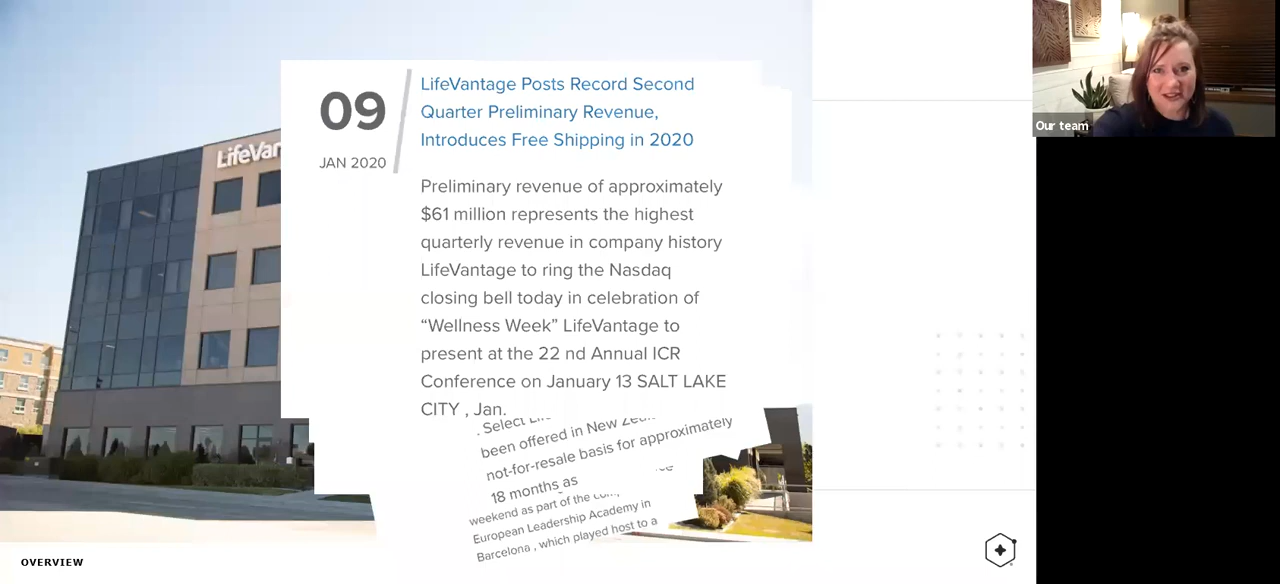 LifeVan
09
JAN 2020
LifeVantage Posts Record Second
Quarter Preliminary Revenue,
Introduces Free Shipping in 2020
Preliminary revenue of approximately
$61 million represents the highest
quarterly revenue in company history
LifeVantage to ring the Nasdaq
closing bell today in celebration of
“Wellness Week” LifeVantage to
present at the 22 nd Annual ICR
Conference on January 13 SALT LAKE
CITY , Jan.
. Select
been offered in New
not-for-resale basis for approximately
18 months as
weekend as part of the
European Leadership Academy in
Barcelona , which played host to a
OVERVIEW
Our team